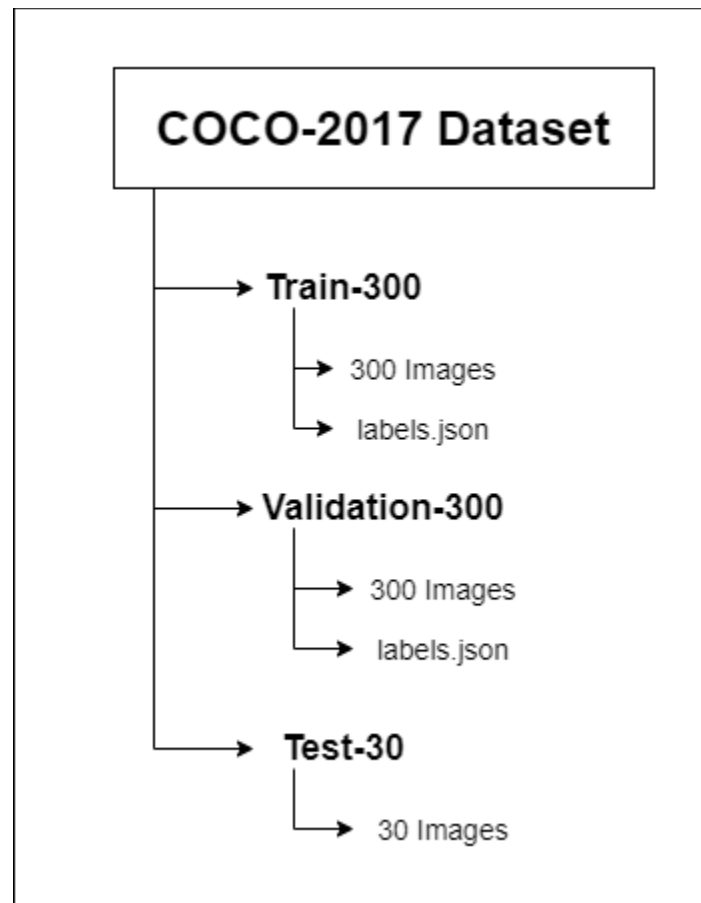 COCO-2017 Dataset
Train-300
300 Images
labels.json
Validation-300
300 Images
labels.json
Test-30
30 Images